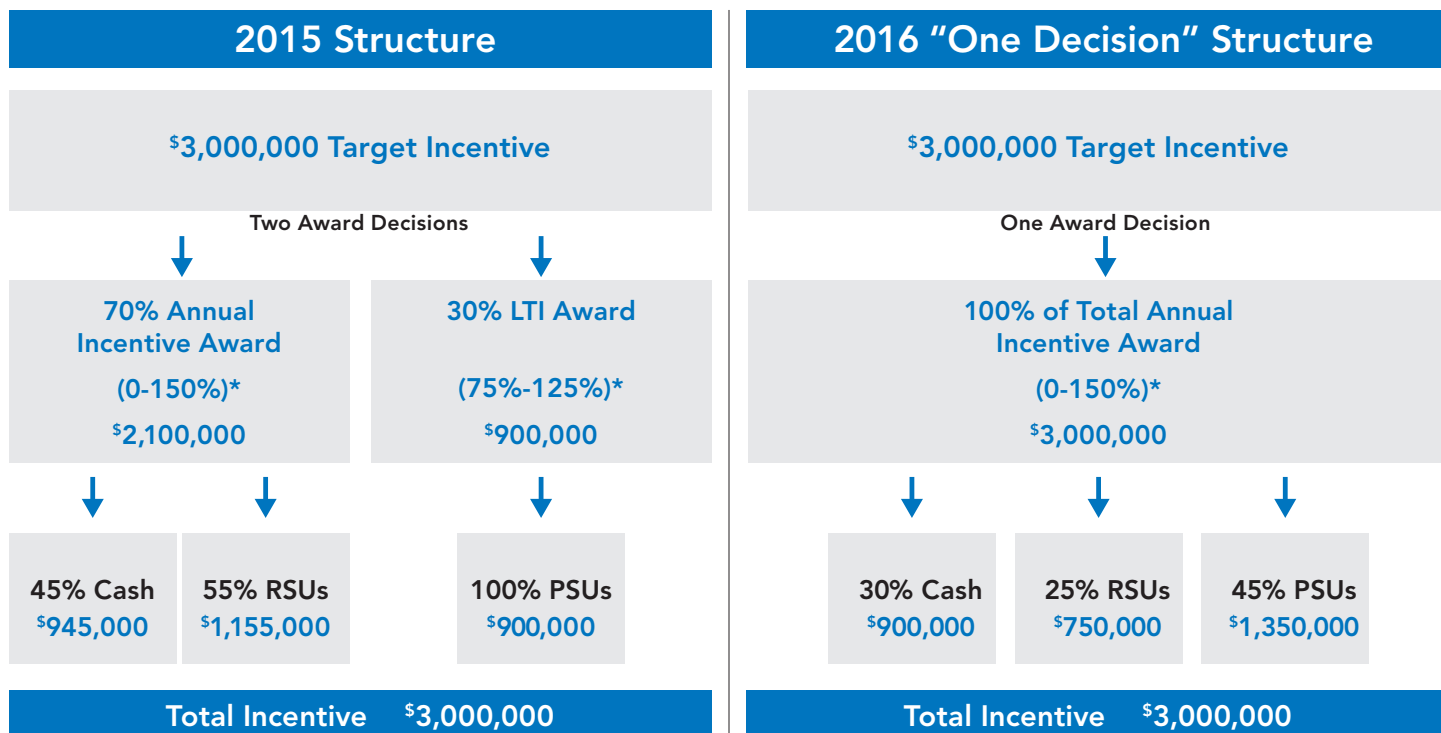 2015 Structure
$3,000,000 Target Incentive
Two Award Decisions
70% Annual
Incentive Award
(0-150%)*
$2,100,000
30% LTI Award
(75%-125%)*
$900,000
45% Cash
$945,000
55% RSUs
$1,155,000
100% PSUs
$900,000
Total Incentive $3,000,000
2016 “One Decision” Structure
$3,000,000 Target Incentive
One Award Decision
100% of Total Annual
Incentive Award
(0-150%)*
$3,000,000
30% Cash
$900,000
25% RSUs
$750,000
45% PSUs
$1,350,000
Total Incentive $3,000,000